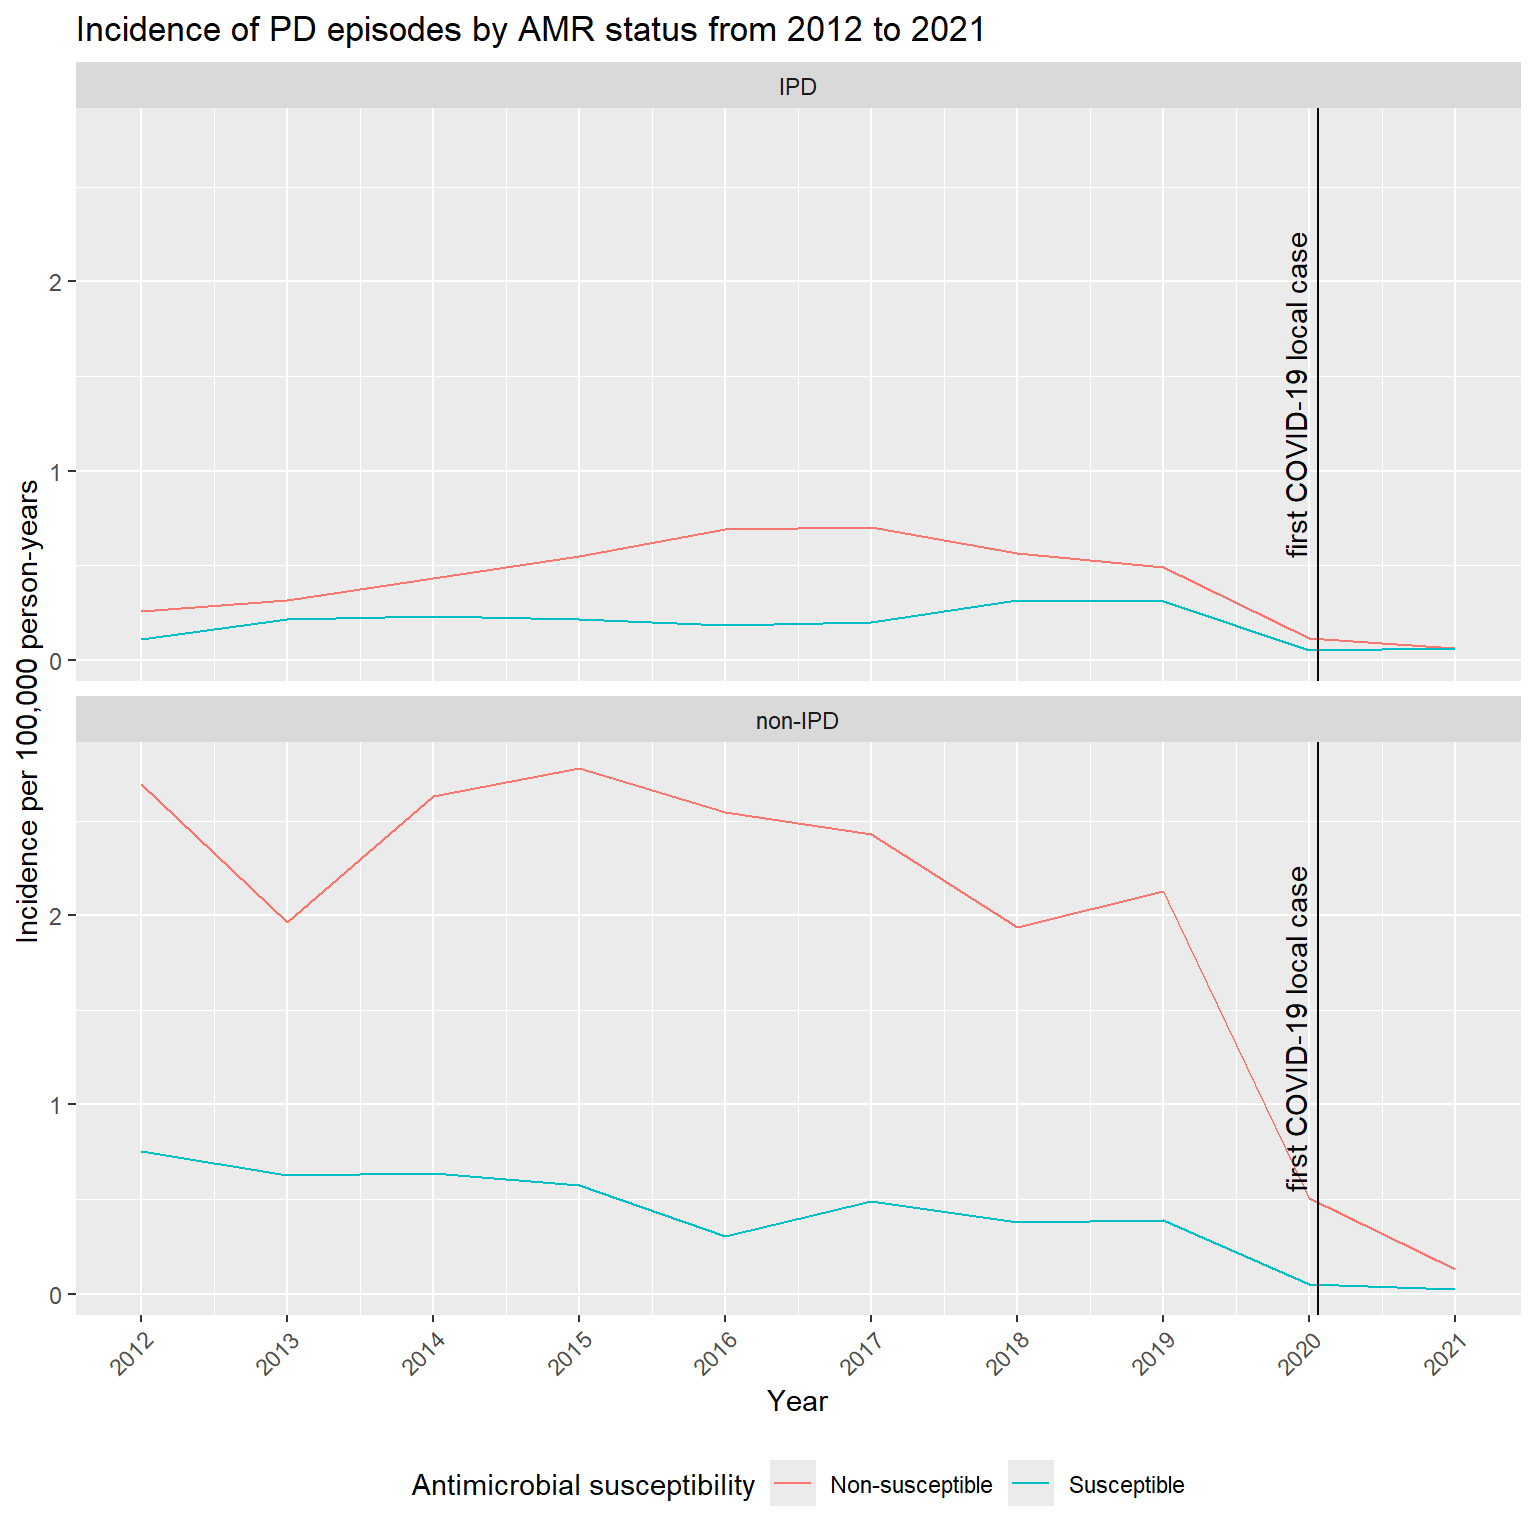 Incidence of PD episodes by AMR status from 2012 to 2021
IPD
2
1
0
first COVID-19 local case
Incidence per 100,000 person-years
non-IPD
2
1
0
first COVID-19 local case
2012 2013 2014 2015 2016 2017 2018 2019 2020 2021
Year
Antimicrobial susceptibility Non-susceptible Susceptible